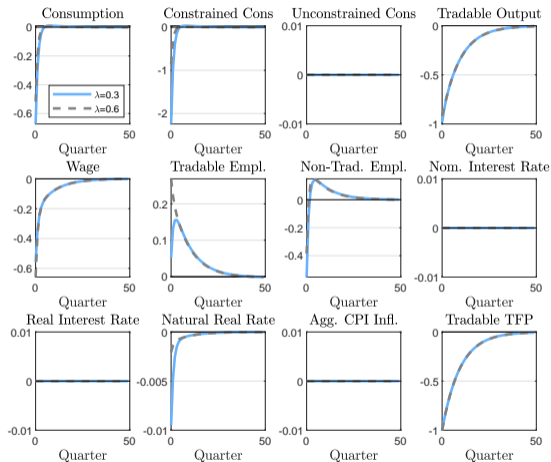 Consumption
Constrained Cons
Unconstrained Cons
Tradable Output
0
-0.2
-0.4
-0.6
λ=0.3
λ=0.6
0
50
Quarter
0
-1
-2
0
50
Quarter
0.01
0
-0.01
0
50
Quarter
0
-0.5
-1
0
50
Quarter
Wage
Tradable Empl.
Non-Trad. Empl.
Nom. Interest Rate
0
-0.2
-0.4
-0.6
0
50
Quarter
0.2
0.1
0
0
50
Quarter
0
-0.2
-0.4
0
50
Quarter
0.01
0
-0.01
0
50
Quarter
Real Interest Rate
Natural Real Rate
Agg. CPI Infl.
Tradable TFP
0.01
0
-0.01
0
50
Quarter
0
-0.005
-0.01
0
50
Quarter
0.01
0
-0.01
0
50
Quarter
0
-0.5
-1
0
50
Quarter